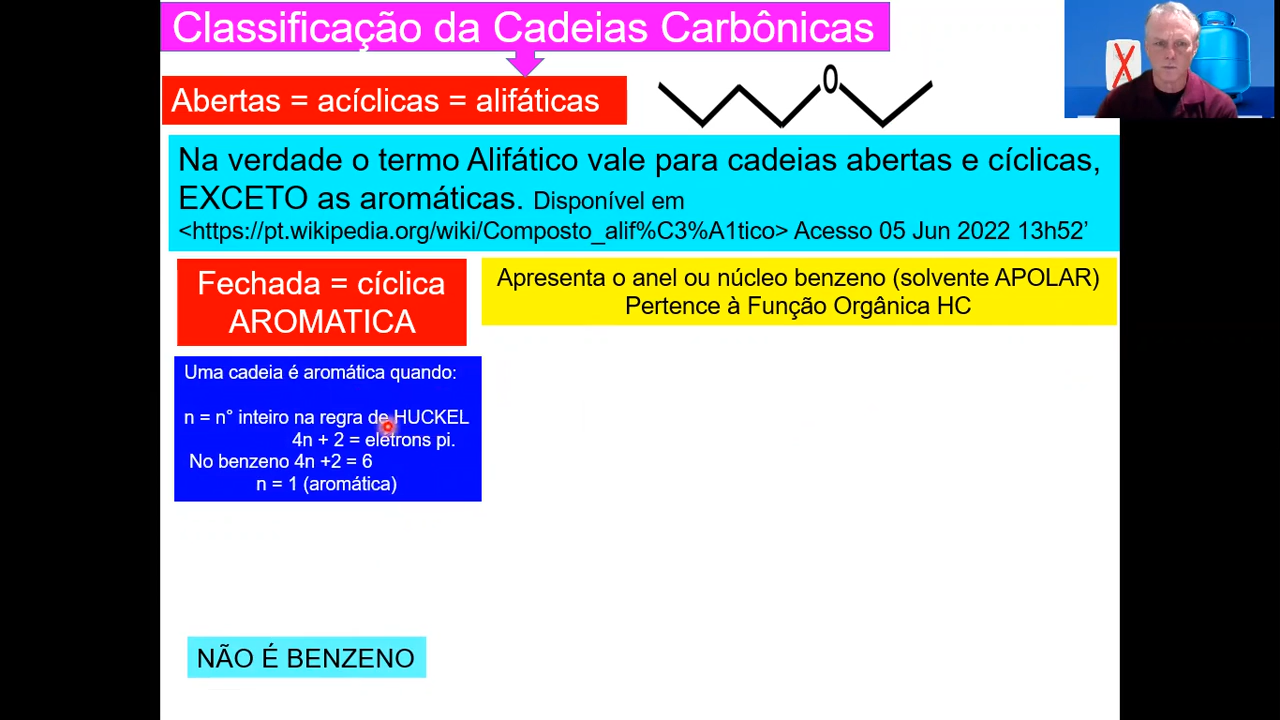 Classificação da Cadeias Carbônicas
Abertas = acíclicas = alifáticas
O
Na verdade o termo Alifático vale para cadeias abertas e cíclicas,
EXCETO as aromáticas. Disponível em
<https://pt.wikipedia.org/wiki/Composto_alif%C3%A1tico> Acesso 05 Jun 2022 13h52’
Fechada = cíclica
AROMATICA
Apresenta o anel ou núcleo benzeno (solvente APOLAR)
Pertence à Função Orgânica HC
Uma cadeia é aromática quando:
n = n° inteiro na regra de HUCKEL
4n + 2 = elétrons pi.
No benzeno 4n +2 = 6
n = 1 (aromática)
NÃO É BENZENO